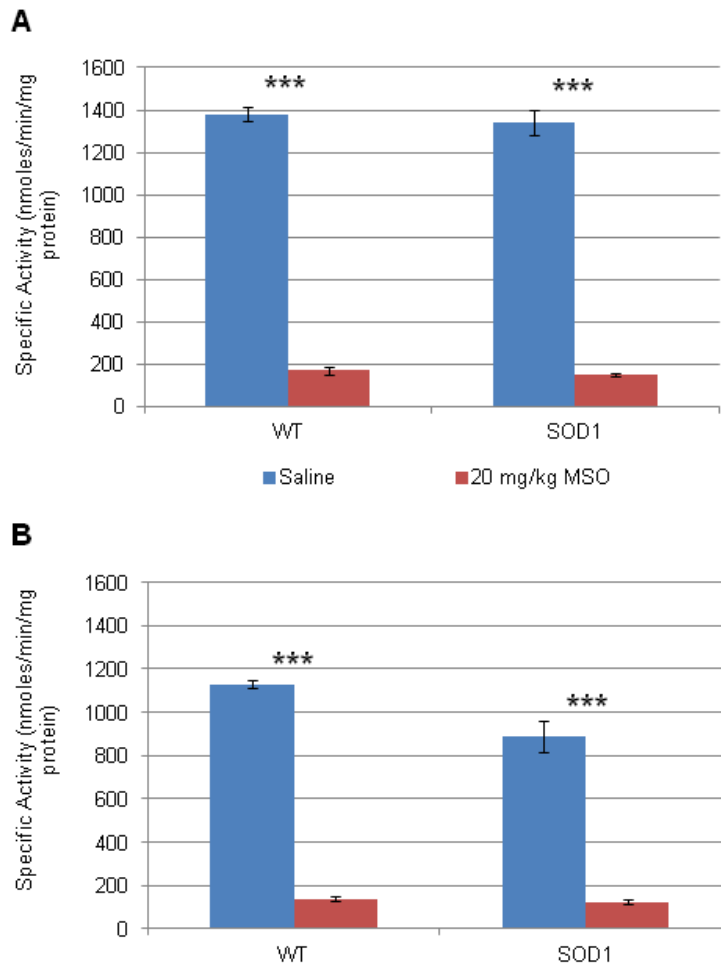 A
1600
1400
1200
1000
800
600
400
200
0
Specific Activity (nmoles/min/mg
protein)
***
***
WT
SOD1
Saline
20 mg/kg MSO
B
1600
1400
1200
1000
800
600
400
200
0
Specific Activity (nmoles/min/mg
protein)
***
***
WT
SOD1